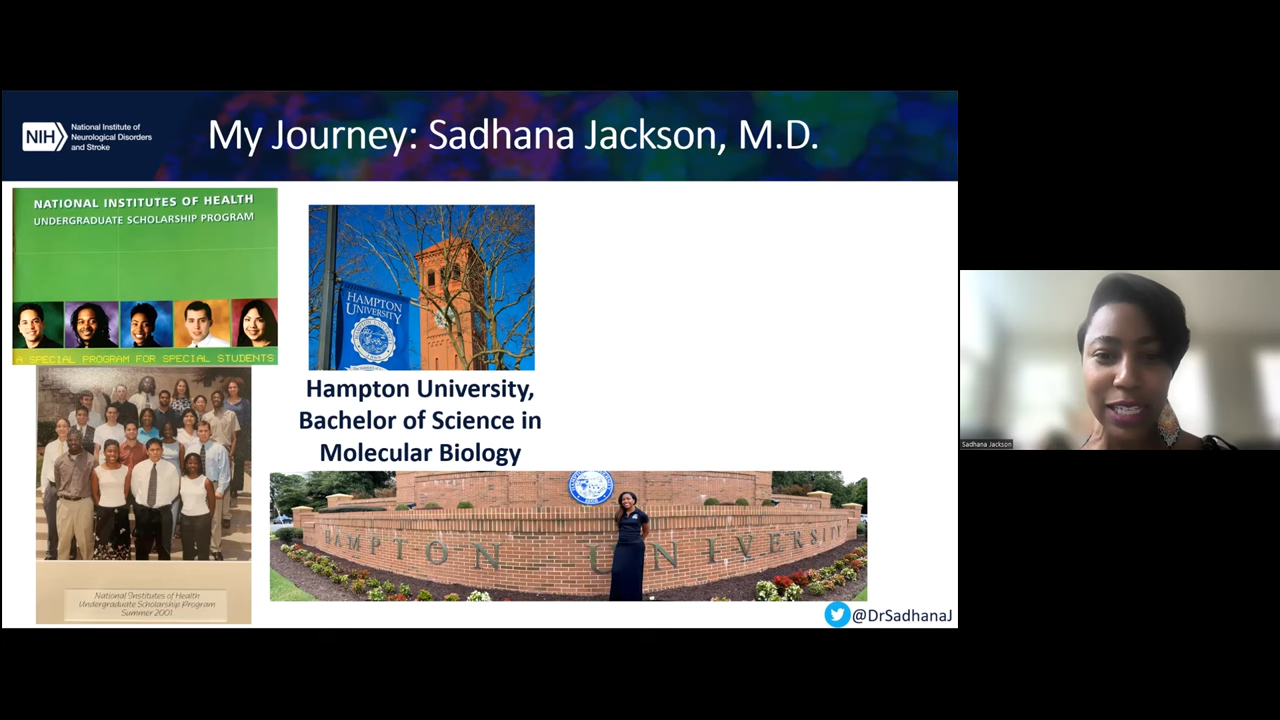 NIH
National Institute of
Neurological Disorders
and Stroke
My Journey: Sadhana Jackson, M.D.
NATIONAL INSTITUTES OF HEALTH
UNDERGRADUATE SCHOLARSHIP PROGRAM
A SPECIAL PROGRAM FOR SPECIAL STUDENTS
National Institutes of Health
Undergraduate Scholarship Program
Summer 2001
HAMPTON
UNIVERSITY
Hampton University,
Bachelor of Science in
Molecular Biology
HAMPTON UNIVERSITY
@DrSadhanaJ
Sadhana Jackson